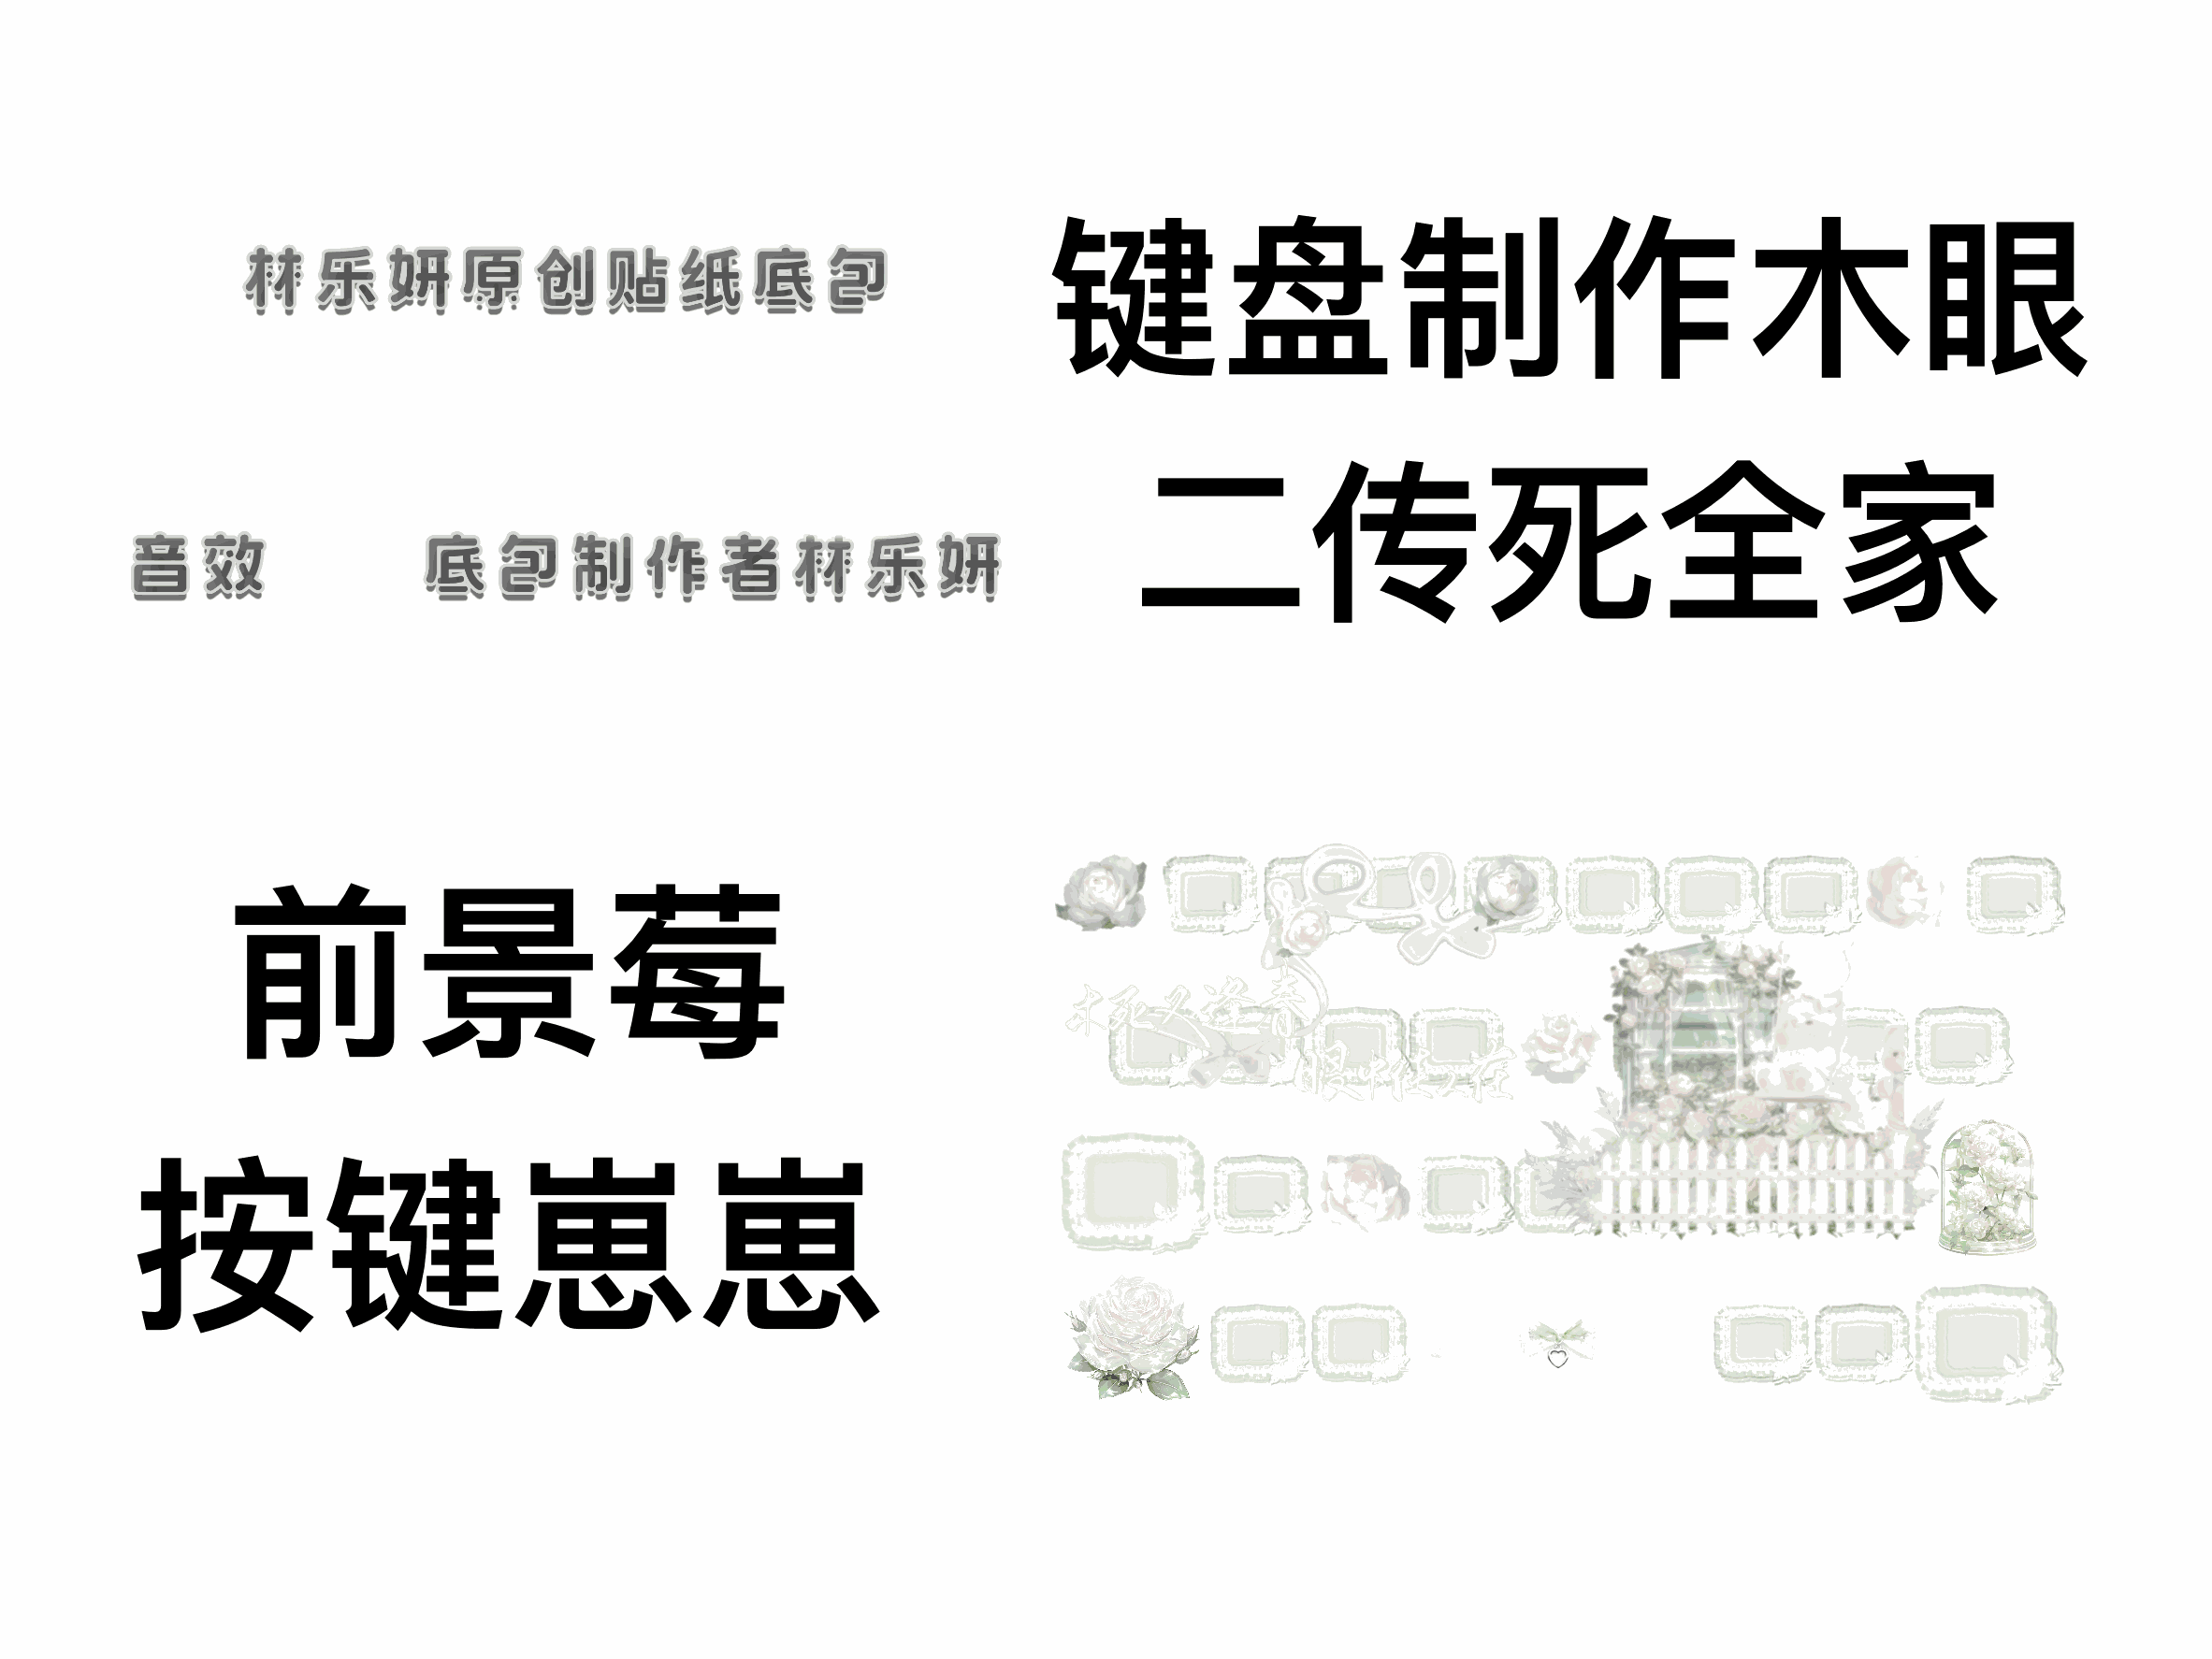 林乐妍原创贴纸底包
键盘制作木眼
二传死全家
音效 底包制作者林乐妍
前景莓
按键崽崽